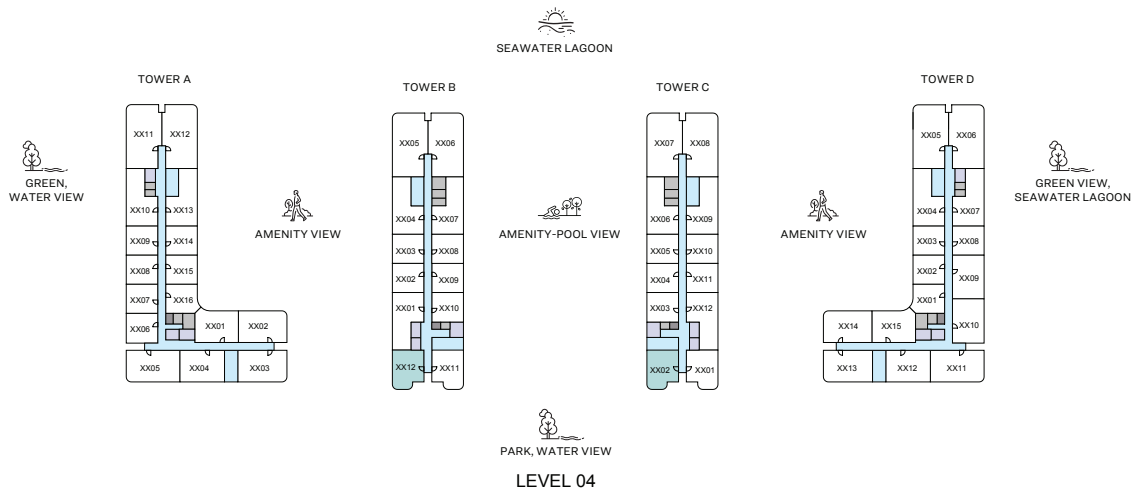 SEAWATER LAGOON
TOWER A
TOWER B
TOWER C
TOWER D
XX11
XX12
XX10
XX13
XX09
XX14
XX08
XX15
XX07
XX16
XX06
XX01
XX02
XX05
XX04
XX03
XX05
XX06
XX04
XX07
XX03
XX08
XX02
XX09
XX01
XX10
XX12
XX11
XX07
XX08
XX06
XX09
XX05
XX10
XX04
XX11
XX03
XX12
XX02
XX01
XX05
XX06
XX04
XX07
XX03
XX08
XX02
XX09
XX01
XX10
XX14
XX15
XX13
XX12
XX11
GREEN,
WATER VIEW
AMENITY VIEW
AMENITY-POOL VIEW
AMENITY VIEW
GREEN VIEW,
SEAWATER LAGOON
PARK, WATER VIEW
LEVEL 04